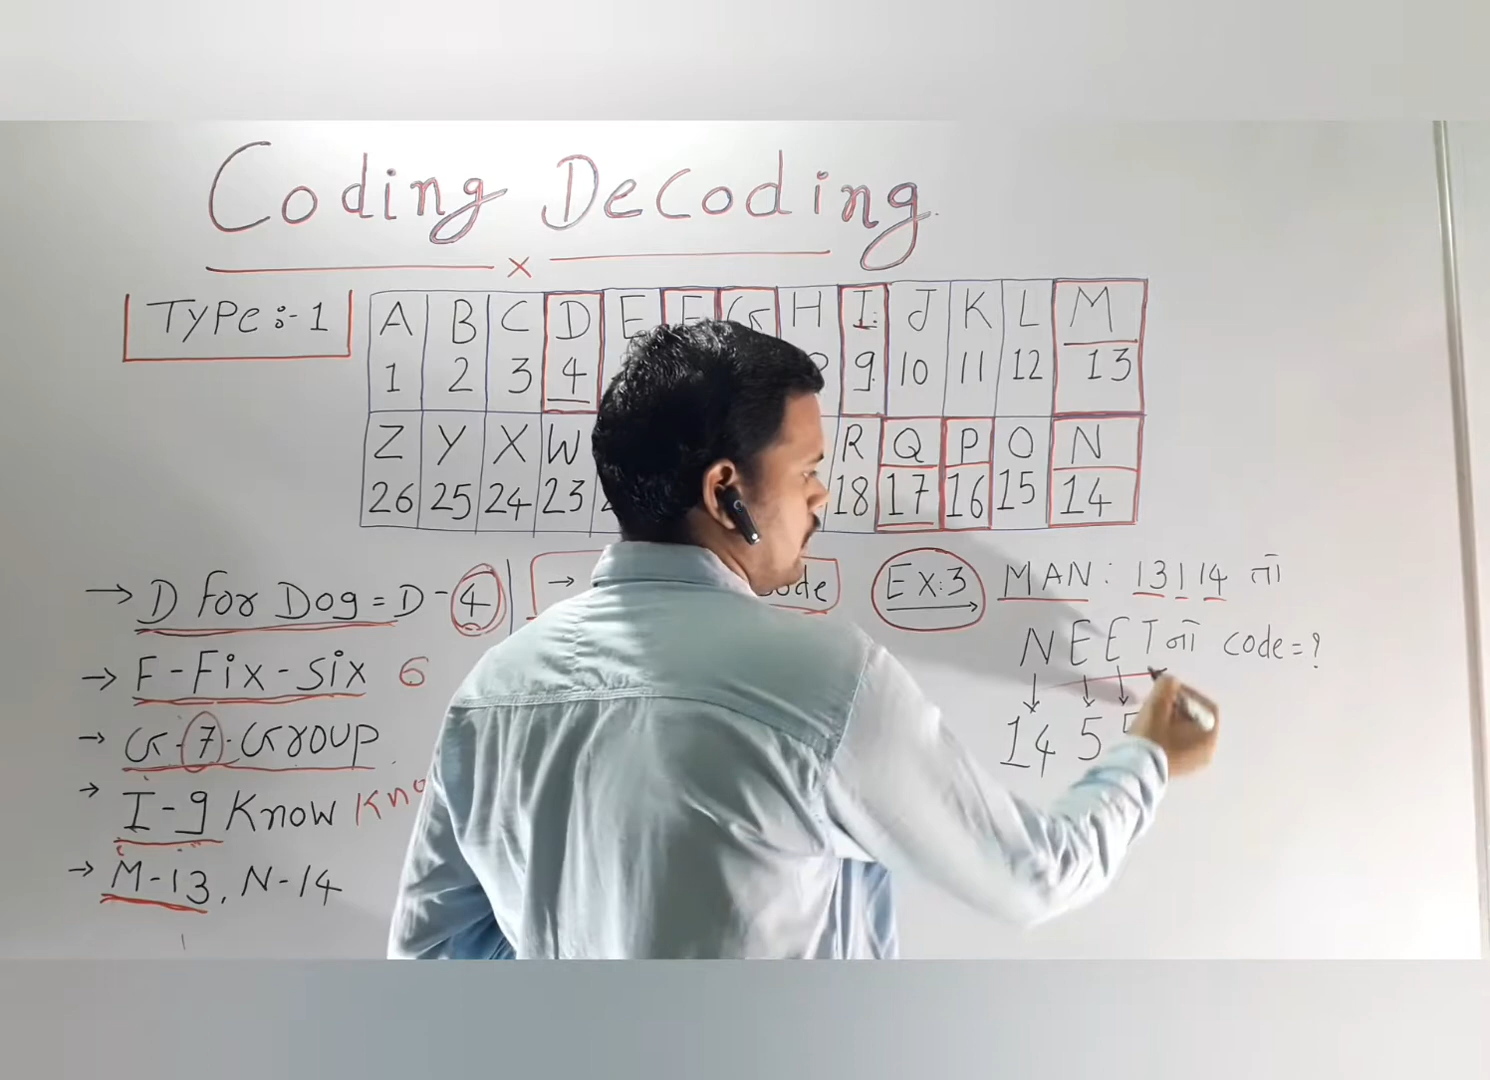 Coding Decoding
x
Type :- 1
A B C D E F G H I J K L M
1 2 3 4 9 10 11 12 13
Z Y X W R Q P O N
26 25 24 23 18 17 16 15 14
→ D For Dog = D - 4
→ F - Fix - Six 6
→ G - 7 - Group
→ I - 9 Know
→ M - 13, N - 14
→
Ex:3 MAN : 13 1 14 તો
NEET નો code = ?
14 5 5